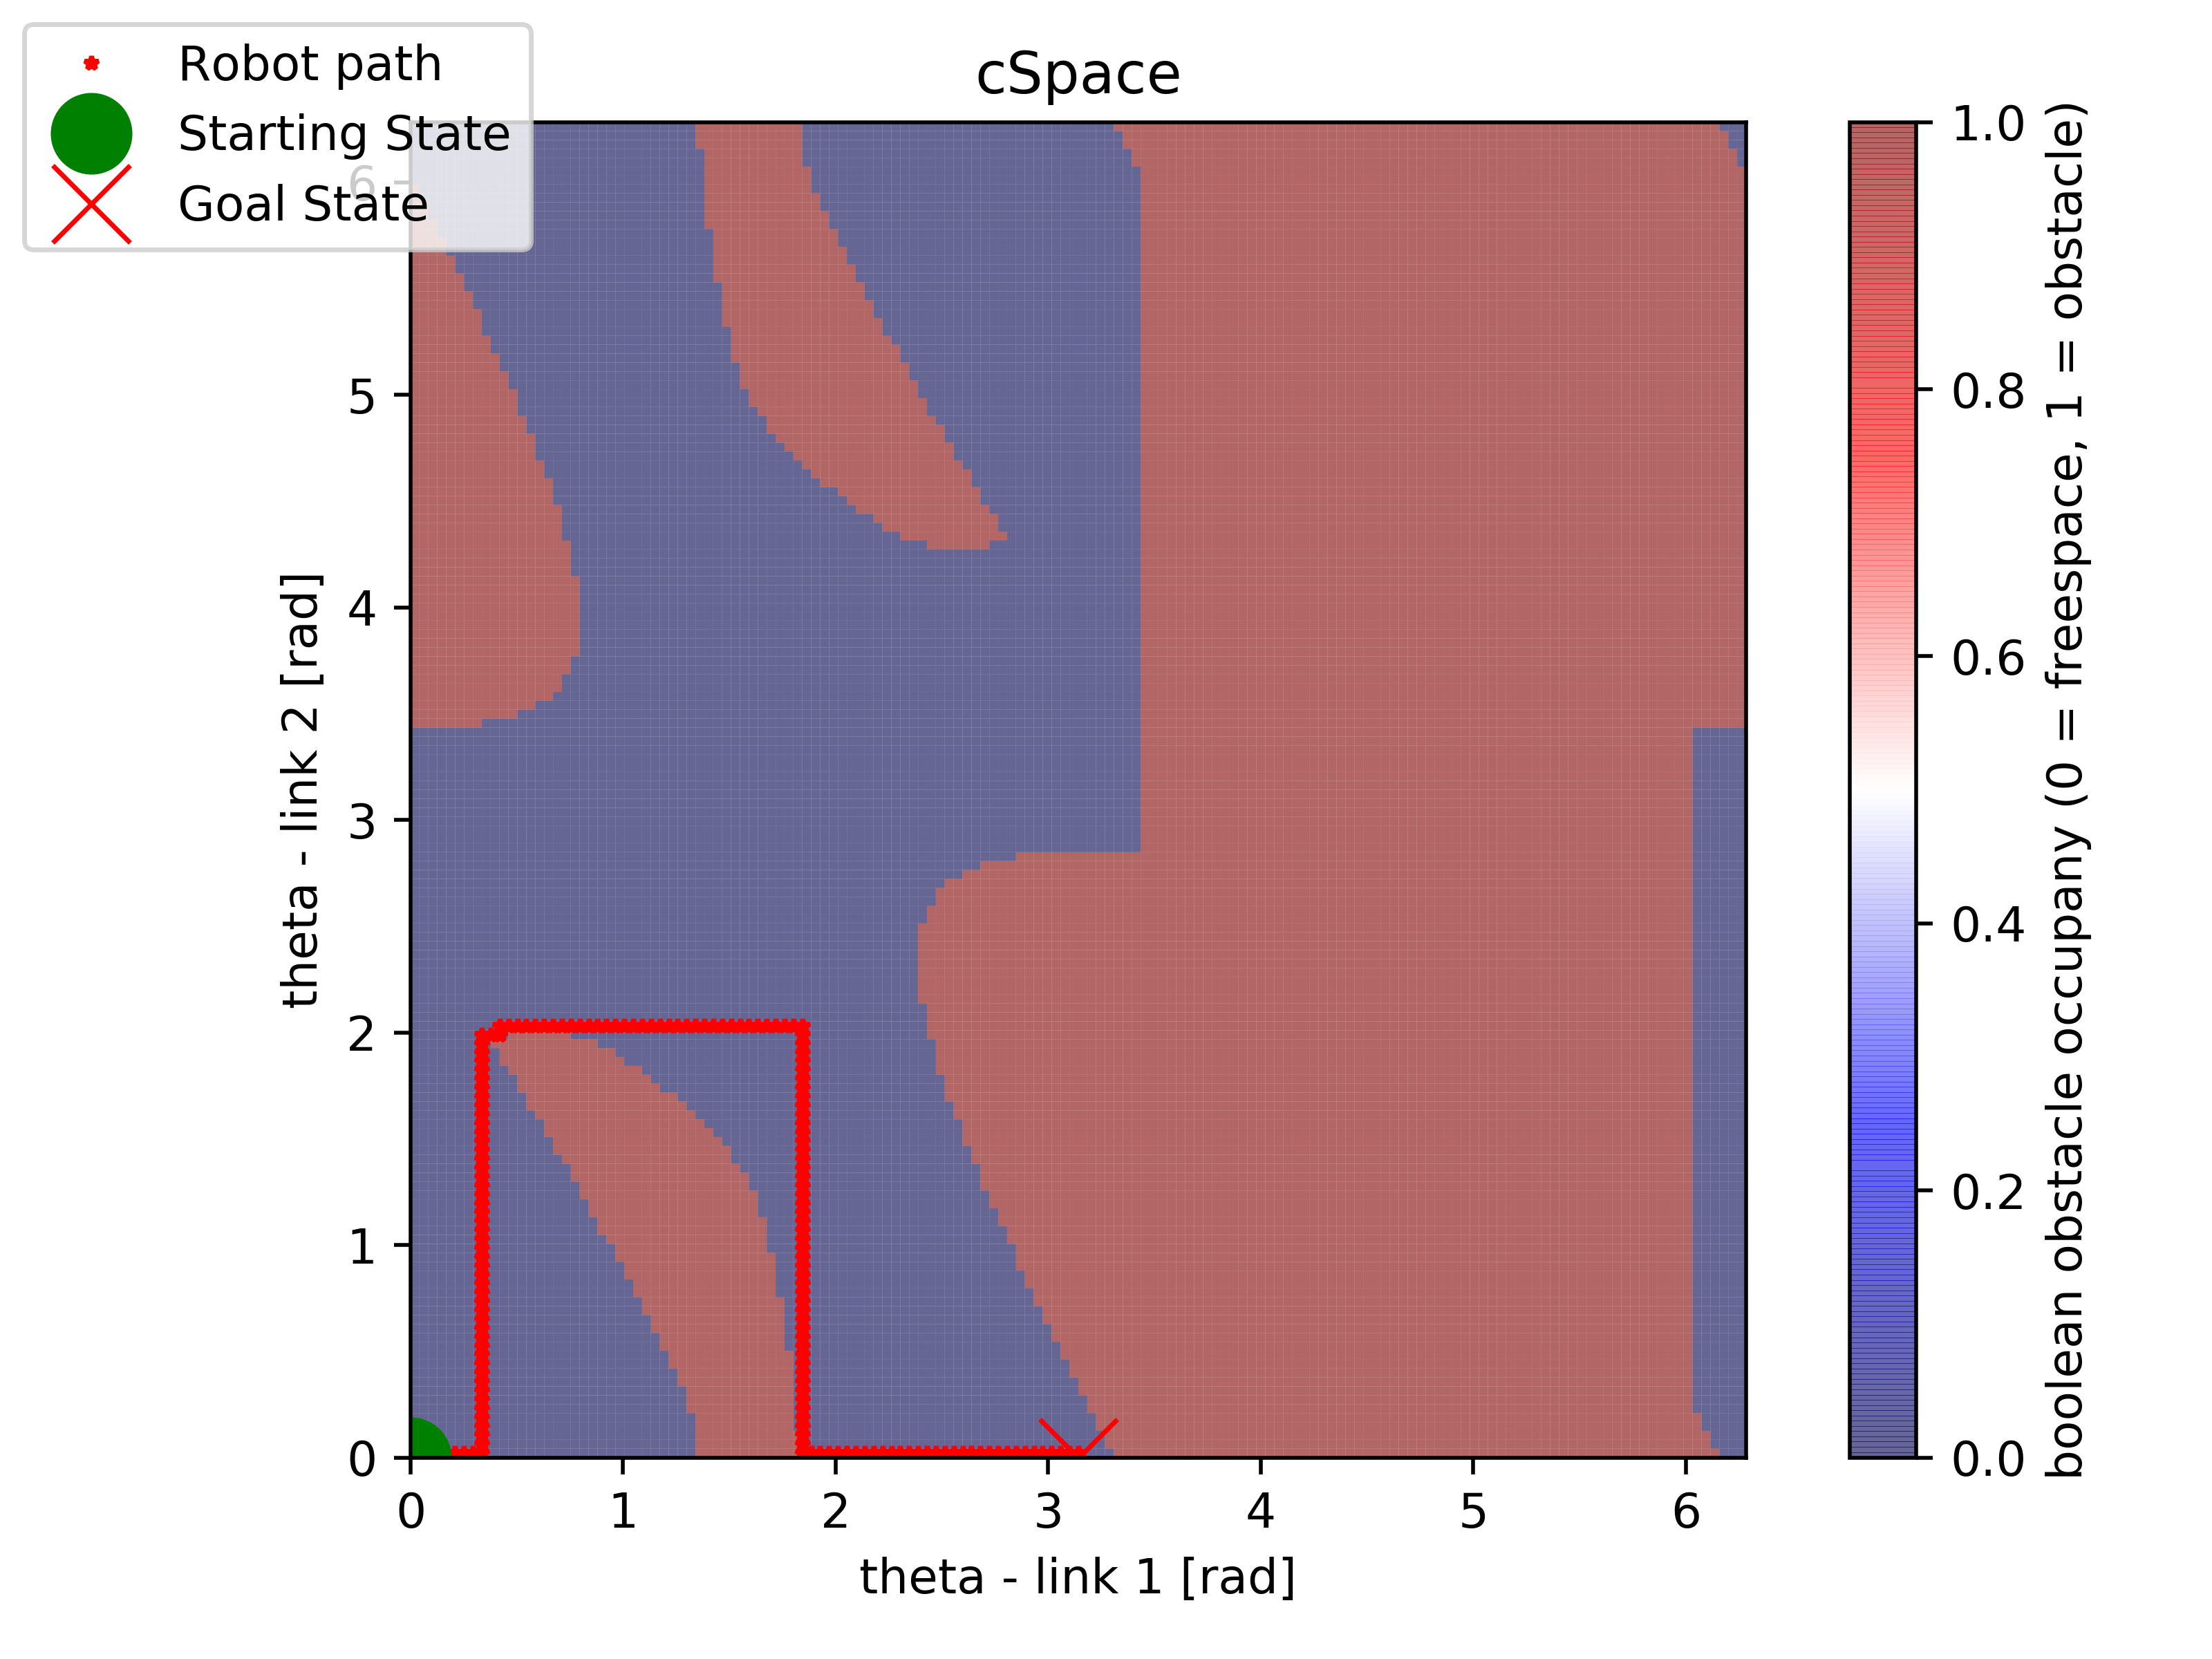 Robot path
Starting State
Goal State
cSpace
6
5
4
3
2
1
0
theta - link 2 [rad]
0 1 2 3 4 5 6
theta - link 1 [rad]
1.0
0.8
0.6
0.4
0.2
0.0
boolean obstacle occupany (0 = freespace, 1 = obstacle)